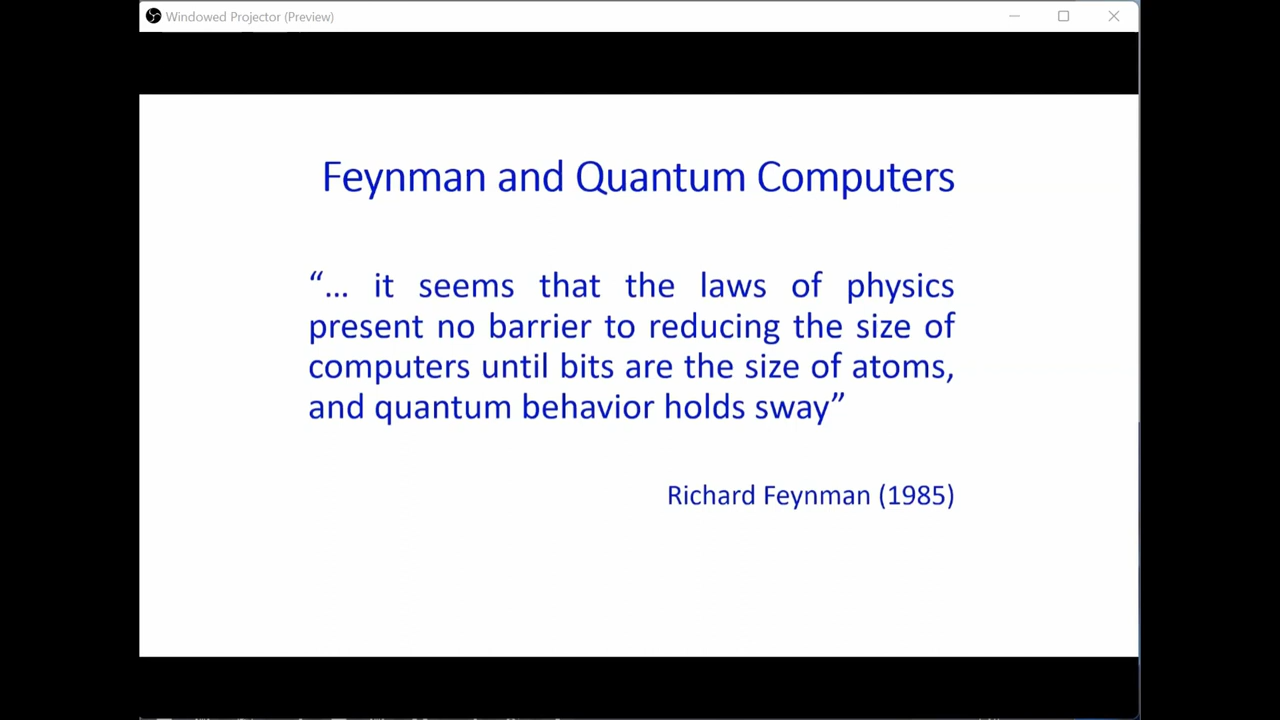 Windowed Projector (Preview)
Feynman and Quantum Computers
“... it seems that the laws of physics
present no barrier to reducing the size of
computers until bits are the size of atoms,
and quantum behavior holds sway”
Richard Feynman (1985)